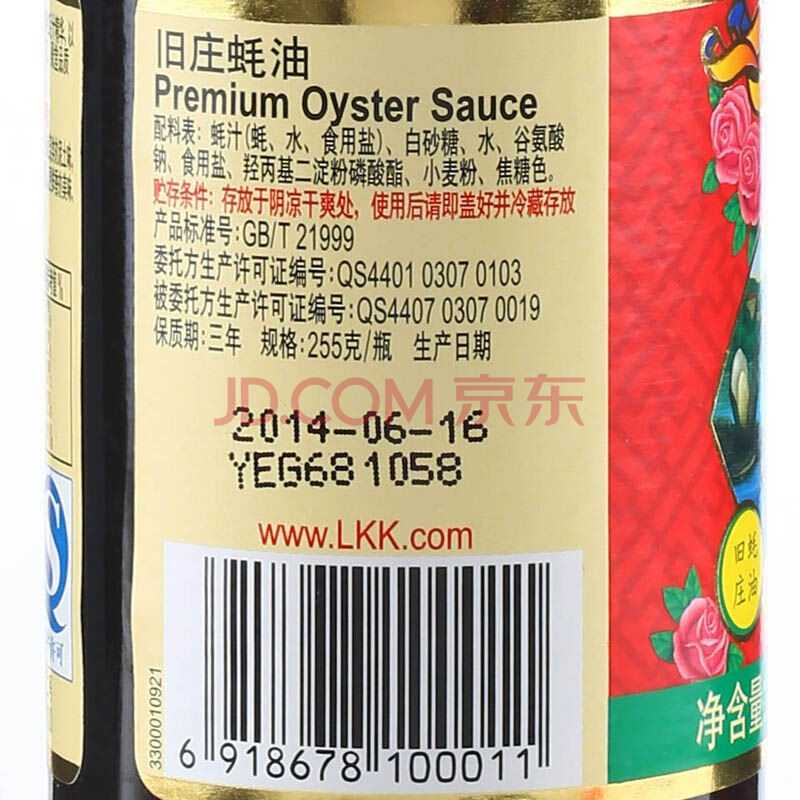 旧庄蚝油
Premium Oyster Sauce
配料表: 蚝汁(蚝、水、食用盐)、白砂糖、水、谷氨酸
钠、食用盐、羟丙基二淀粉磷酸酯、小麦粉、焦糖色。
贮存条件: 存放于阴凉干爽处, 使用后请即盖好并冷藏存放
产品标准号:GB/T 21999
委托方生产许可证编号:QS4401 0307 0103
被委托方生产许可证编号:QS4407 0307 0019
保质期:三年 规格:255克/瓶 生产日期
JD.COM 京东
2014-06-16
YEG68 1058
www.LKK.com
3300010921
6 918678 100011
旧蚝
庄油
净含量